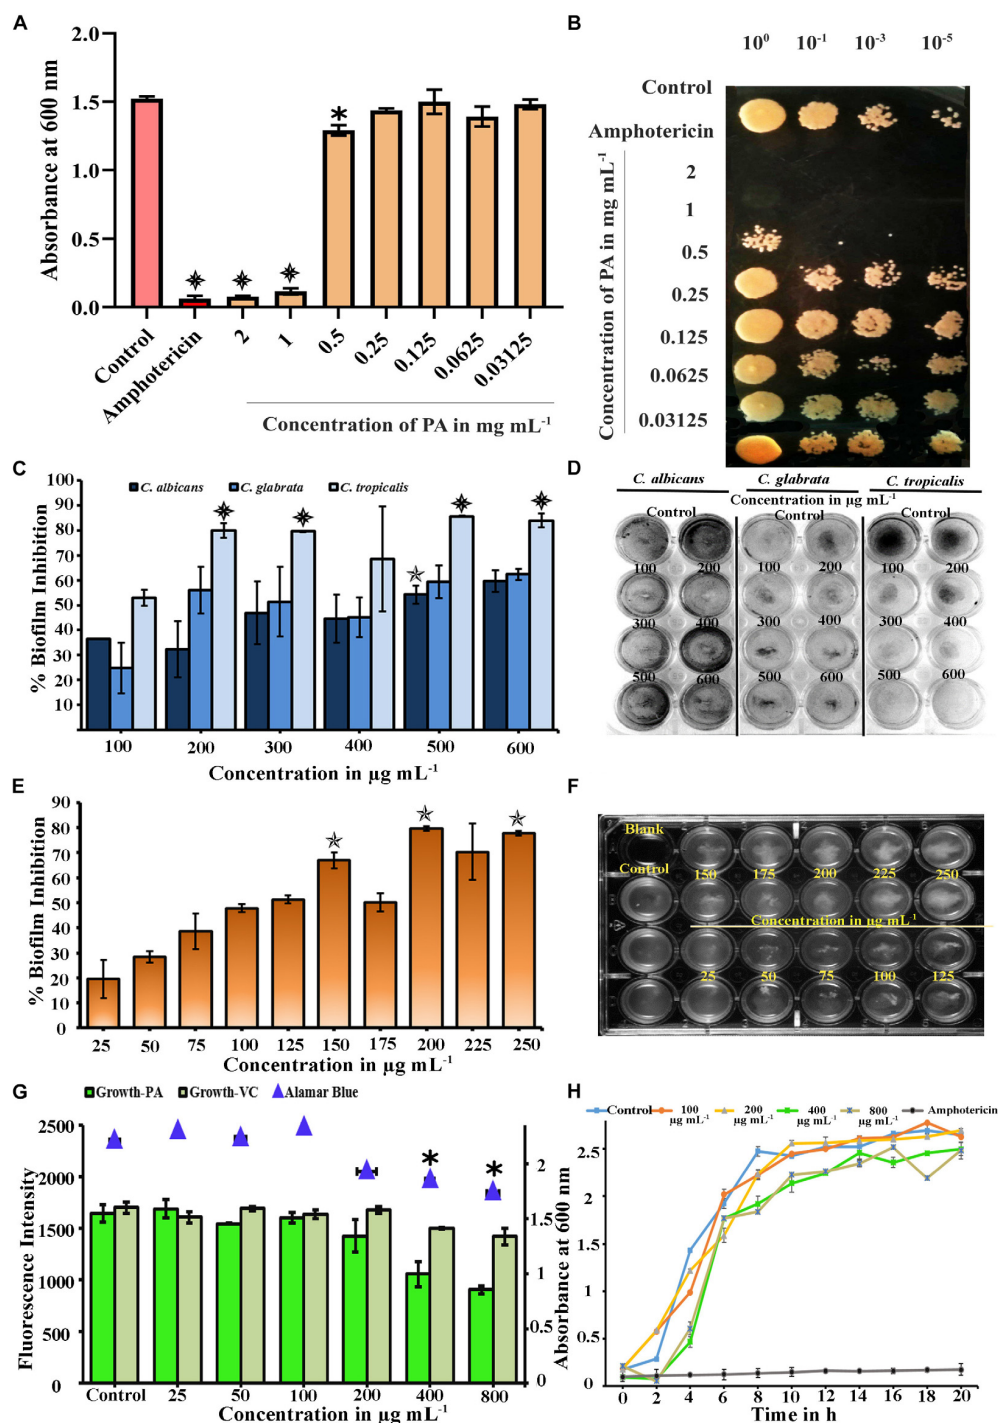 A
Absorbance at 600 nm
2.0
1.5
1.0
0.5
0.0
Control
Amphotericin
2
1
0.5
0.25
0.125
0.0625
0.03125
Concentration of PA in mg mL⁻¹
B
10⁰ 10⁻¹ 10⁻³ 10⁻⁵
Control
Amphotericin
2
1
0.5
0.25
0.125
0.0625
0.03125
Concentration of PA in mg mL⁻¹
C
C. albicans C. glabrata C. tropicalis
% Biofilm Inhibition
100
90
80
70
60
50
40
30
20
10
100 200 300 400 500 600
Concentration in µg mL⁻¹
D
C. albicans C. glabrata C. tropicalis
Concentration in µg mL⁻¹
Control Control Control
100 200 100 200 100 200
300 400 300 400 300 400
500 600 500 600 500 600
E
% Biofilm Inhibition
90
80
70
60
50
40
30
20
10
0
25 50 75 100 125 150 175 200 225 250
Concentration in µg mL⁻¹
F
Blank
Control 150 175 200 225 250
Concentration in µg mL⁻¹
25 50 75 100 125
G
Growth-PA Growth-VC Alamar Blue
Fluorescence Intensity
2500
2000
1500
1000
500
0
2
1.5
1
0.5
0
Absorbance at 600 nm
Control 25 50 100 200 400 800
Concentration in µg mL⁻¹
H
Control 100 µg mL⁻¹ 200 µg mL⁻¹ 400 µg mL⁻¹ 800 µg mL⁻¹ Amphotericin
Absorbance at 600 nm
2.5
2
1.5
1
0.5
0
0 2 4 6 8 10 12 14 16 18 20
Time in h